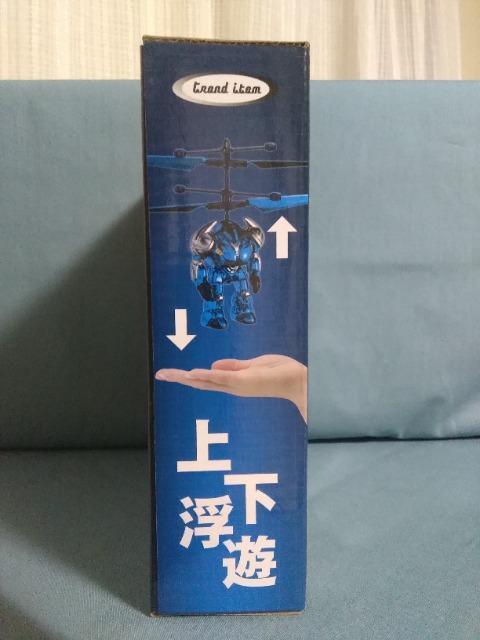 trend item
上下
浮遊